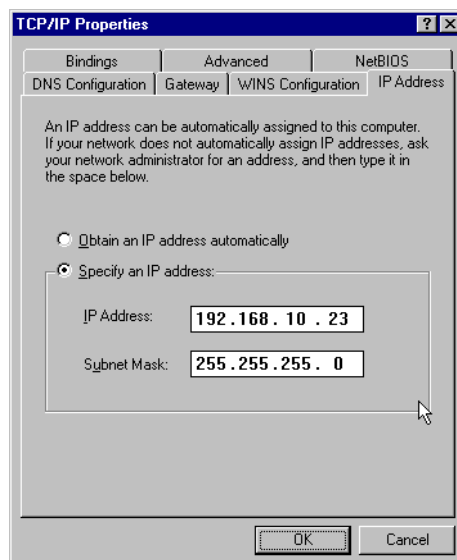 TCP/IP Properties
Bindings Advanced NetBIOS
DNS Configuration Gateway WINS Configuration IP Address
An IP address can be automatically assigned to this computer.
If your network does not automatically assign IP addresses, ask
your network administrator for an address, and then type it in
the space below.
Obtain an IP address automatically
Specify an IP address:
IP Address: 192.168. 10 . 23
Subnet Mask: 255.255.255. 0
OK Cancel